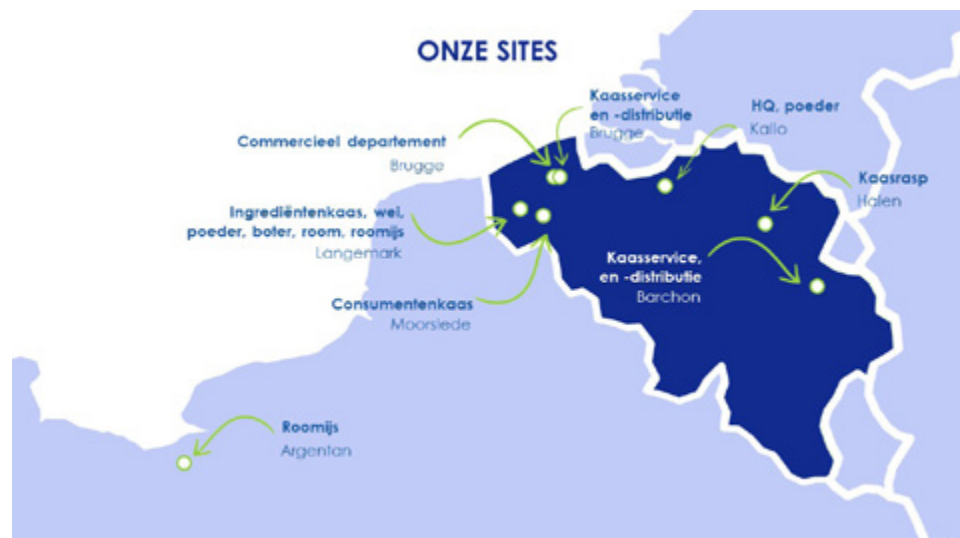 ONZE SITES
Kaasservice
en -distributie
Brugge
HQ, poeder
Kallo
Commercieel departement
Brugge
Kaasrasp
Halen
Ingrediëntenkaas, wei,
poeder, boter, room, roomijs
Langemark
Kaasservice,
en -distributie
Barchon
Consumentenkaas
Moorslede
Roomijs
Argentan